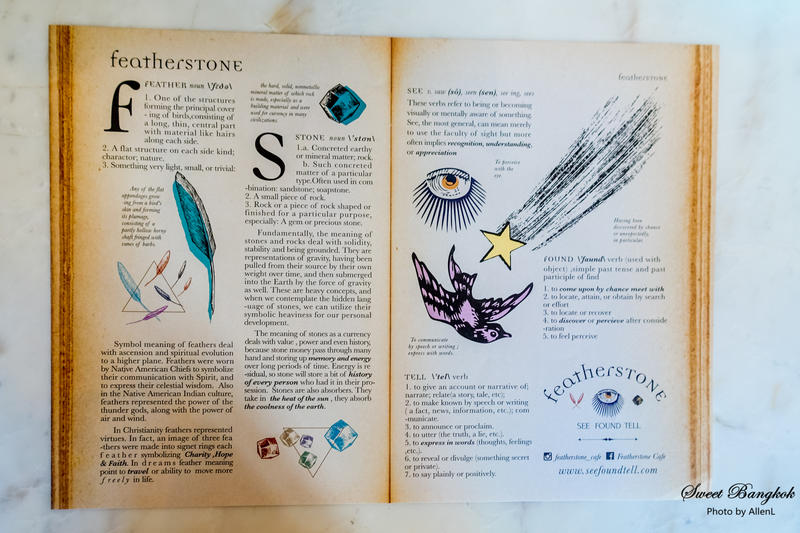 featherstone
FEATHER noun \'feðə\
1. One of the structures
forming the principal cover
- ing of birds,consisting of
a long, thin, central part
with material like hairs
along each side.
2. A flat structure on each side kind;
character; nature.
3. Something very light, small, or trivial:
Any of the flat
appendages grow
-ing from a bird's
skin and forming
its plumage,
consisting of a
partly hollow horny
shaft fringed with
vanes of barbs.
Symbol meaning of feathers deal
with ascension and spiritual evolution
to a higher plane. Feathers were worn
by Native American Chiefs to symbolize
their communication with Spirit, and
to express their celestial wisdom. Also
in the Native American Indian culture,
feathers represented the power of the
thunder gods, along with the power of
air and wind.
In Christianity feathers represented
virtues. In fact, an image of three fea
-thers were made into signet rings each
feather symbolizing Charity ,Hope
& Faith. In dreams feather meaning
point to travel or ability to move more
freely in life.
the hard, solid, nonmetallic
mineral matter of which rock
is made, especially as a
building material and were
used for currency in many
civilizations.
STONE noun \'stōn\
1.a. Concreted earthy
or mineral matter; rock.
b. Such concreted
matter of a particular
type.Often used in com
-bination: sandstone; soapstone.
2. A small piece of rock.
3. Rock or a piece of rock shaped or
finished for a particular purpose,
especially: A gem or precious stone.
Fundamentally, the meaning of
stones and rocks deal with solidity,
stability and being grounded. They are
representations of gravity, having been
pulled from their source by their own
weight over time, and then submerged
into the Earth by the force of gravity
as well. These are heavy concepts, and
when we contemplate the hidden lang
-uage of stones, we can utilize their
symbolic heaviness for our personal
development.
The meaning of stones as a currency
deals with value , power and even history,
because stone money pass through many
hand and storing up memory and energy
over long periods of time. Energy is re
-sidual, so stone will store a bit of history
of every person who had it in their pro-
session. Stones are also absorbers. They
take in the heat of the sun , they absorb
the coolness of the earth.
featherstone
SEE v. saw (sô), seen (sen), see·ing, sees
These verbs refer to being or becoming
visually or mentally aware of something.
See, the most general, can mean merely
to use the faculty of sight but more
often implies recognition, understanding,
or appreciation
To perceive
with the
eye.
Having been
discovered by chance
or unexpectedly,
in particular.
FOUND \'faund\ verb (used with
object) ,simple past tense and past
participle of find
1. to come upon by chance meet with
2. to locate, attain, or obtain by search
or effort
3. to locate or recover
4. to discover or percieve after conside
-ration
5. to feel perceive
To communicate
by speech or writing ;
express with words.
TELL \'tel\ verb
1. to give an account or narrative of;
narrate; relate(a story, tale, etc);
2. to make known by speech or writing
( a fact, news, information, etc.); com
-municate.
3. to announce or proclaim.
4. to utter (the truth, a lie, etc.).
5. to express in words (thoughts, feelings
,etc.).
6. to reveal or divulge (something secret
or private).
7. to say plainly or positively.
featherstone
SEE FOUND TELL
featherstone_cafe Featherstone Cafe
www.seefoundtell.com
Sweet Bangkok
Photo by AllenL